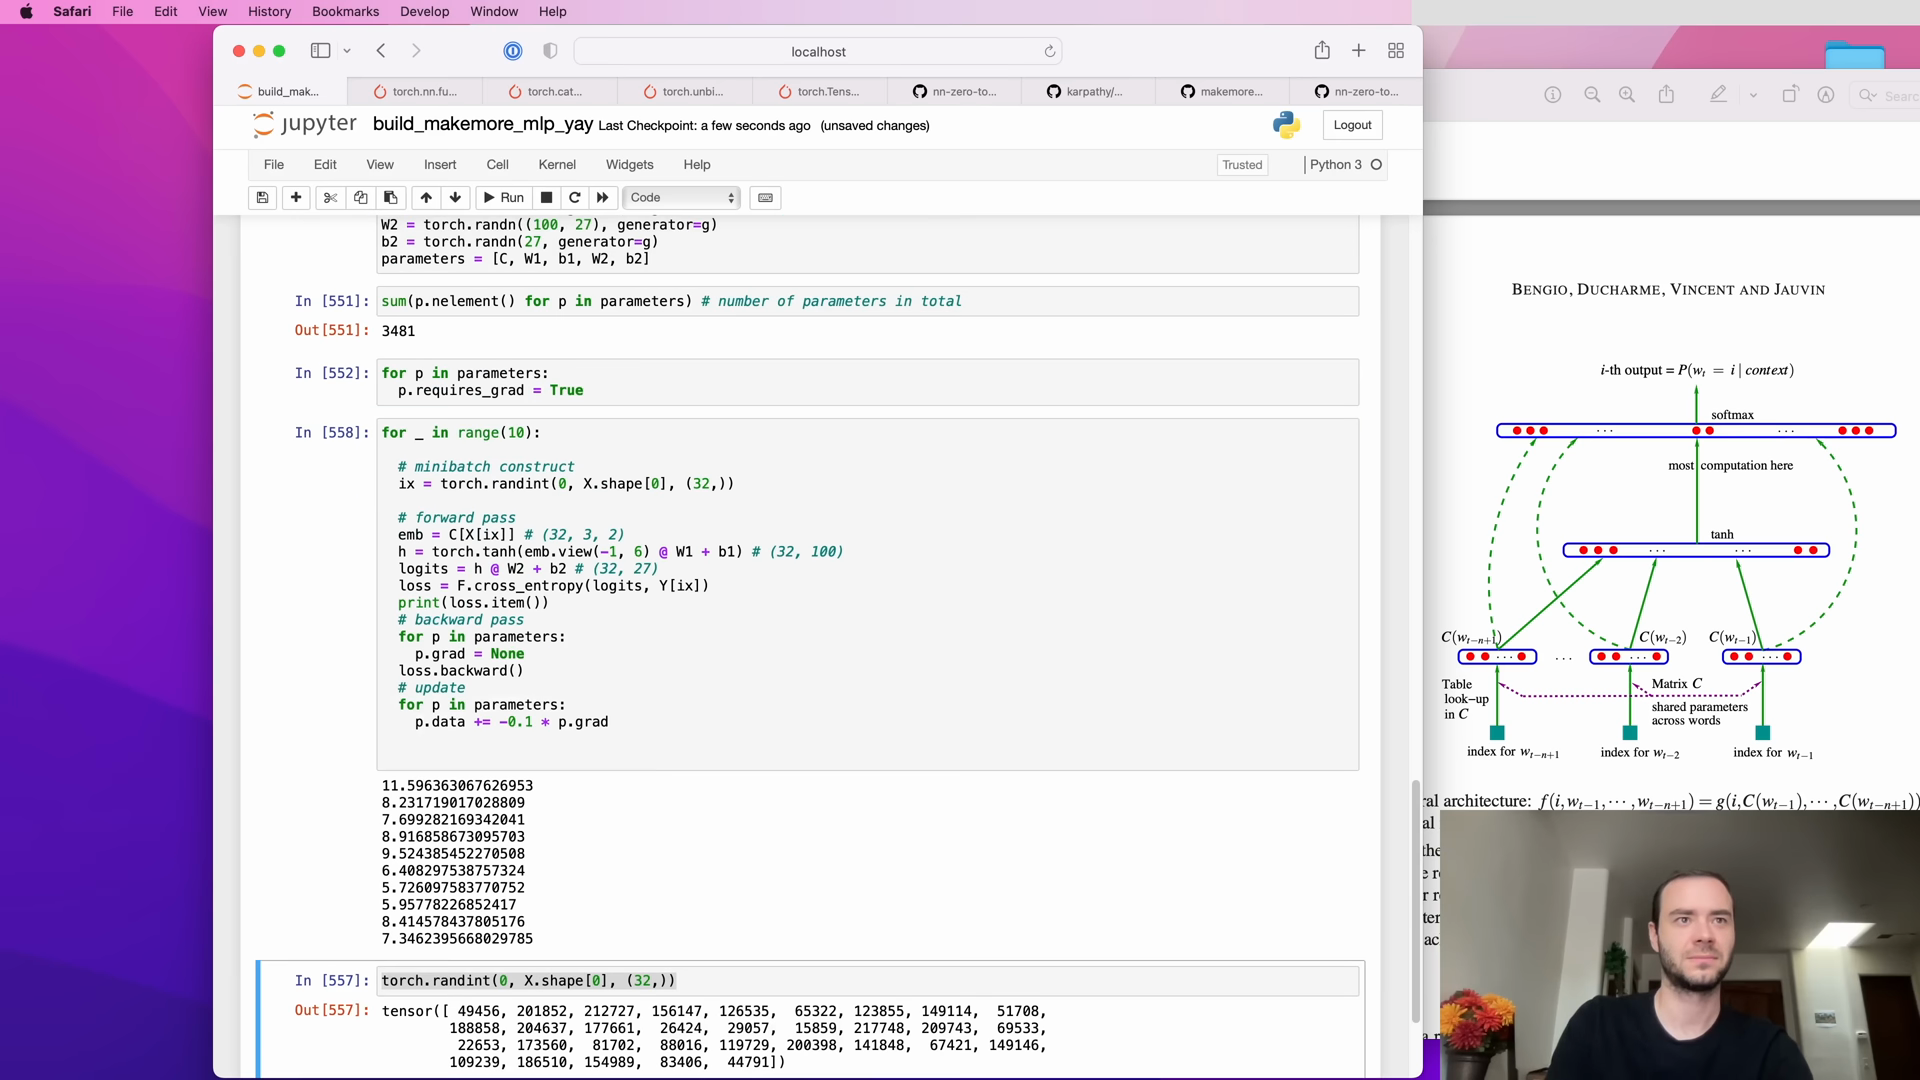 Safari File Edit View History Bookmarks Develop Window Help
localhost
build_mak... torch.nn.fu... torch.cat... torch.unbi... torch.Tens... nn-zero-to... karpathy/... makemore... nn-zero-to...
Search
jupyter build_makemore_mlp_yay Last Checkpoint: a few seconds ago (unsaved changes) Logout
File Edit View Insert Cell Kernel Widgets Help Trusted Python 3
Run Code
W2 = torch.randn((100, 27), generator=g)
b2 = torch.randn(27, generator=g)
parameters = [C, W1, b1, W2, b2]
In [551]: sum(p.nelement() for p in parameters) # number of parameters in total
Out[551]: 3481
In [552]: for p in parameters:
p.requires_grad = True
In [558]: for _ in range(10):
# minibatch construct
ix = torch.randint(0, X.shape[0], (32,))
# forward pass
emb = C[X[ix]] # (32, 3, 2)
h = torch.tanh(emb.view(-1, 6) @ W1 + b1) # (32, 100)
logits = h @ W2 + b2 # (32, 27)
loss = F.cross_entropy(logits, Y[ix])
print(loss.item())
# backward pass
for p in parameters:
p.grad = None
loss.backward()
# update
for p in parameters:
p.data += -0.1 * p.grad
11.596363067626953
8.231719017028809
7.699282169342041
8.916858673095703
9.524385452270508
6.408297538757324
5.726097583770752
5.95778226852417
8.414578437805176
7.3462395668029785
In [557]: torch.randint(0, X.shape[0], (32,))
Out[557]: tensor([ 49456, 201852, 212727, 156147, 126535, 65322, 123855, 149114, 51708,
188858, 204637, 177661, 26424, 29057, 15859, 217748, 209743, 69533,
22653, 173560, 81702, 88016, 119729, 200398, 141848, 67421, 149146,
109239, 186510, 154989, 83406, 44791])
BENGIO, DUCHARME, VINCENT AND JAUVIN
i-th output = P(w_t = i | context)
softmax
...
...
most computation here
tanh
...
...
C(w_{t-n+1}) C(w_{t-2}) C(w_{t-1})
... ... ... ...
Table look-up in C
Matrix C
shared parameters
across words
index for w_{t-n+1} index for w_{t-2} index for w_{t-1}
ral architecture: f(i, w_{t-1}, ⋯, w_{t-n+1}) = g(i, C(w_{t-1}), ⋯, C(w_{t-n+1}))